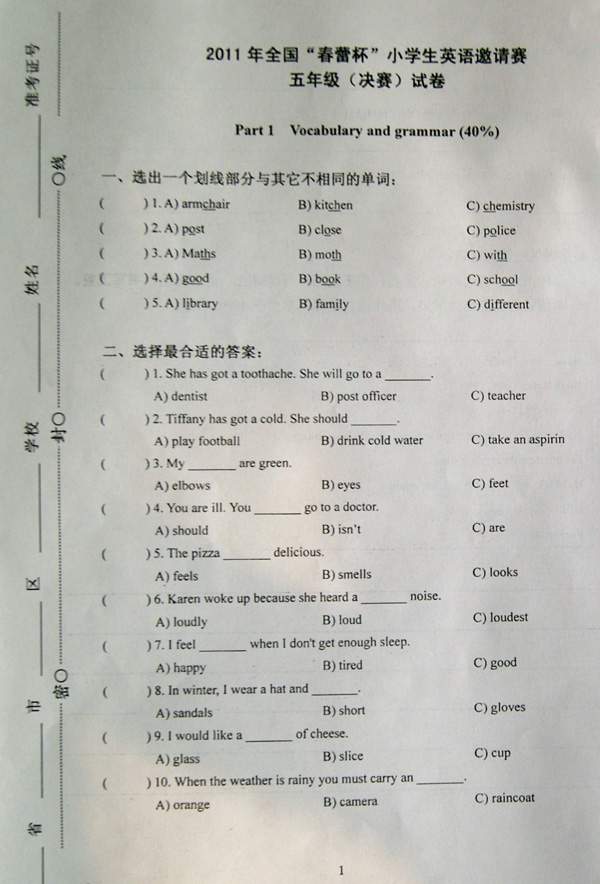 2011 年全国“春蕾杯”小学生英语邀请赛
五年级（决赛）试卷
Part 1 Vocabulary and grammar (40%)
一、选出一个划线部分与其它不相同的单词：
( ) 1. A) armchair B) kitchen C) chemistry
( ) 2. A) post B) close C) police
( ) 3. A) Maths B) moth C) with
( ) 4. A) good B) book C) school
( ) 5. A) library B) family C) different
二、选择最合适的答案：
( ) 1. She has got a toothache. She will go to a _______.
A) dentist B) post officer C) teacher
( ) 2. Tiffany has got a cold. She should _______.
A) play football B) drink cold water C) take an aspirin
( ) 3. My _______ are green.
A) elbows B) eyes C) feet
( ) 4. You are ill. You _______ go to a doctor.
A) should B) isn't C) are
( ) 5. The pizza _______ delicious.
A) feels B) smells C) looks
( ) 6. Karen woke up because she heard a _______ noise.
A) loudly B) loud C) loudest
( ) 7. I feel _______ when I don't get enough sleep.
A) happy B) tired C) good
( ) 8. In winter, I wear a hat and _______.
A) sandals B) short C) gloves
( ) 9. I would like a _______ of cheese.
A) glass B) slice C) cup
( ) 10. When the weather is rainy you must carry an _______.
A) orange B) camera C) raincoat
1
省 市 区 学校 姓名 准考证号
密 封 线